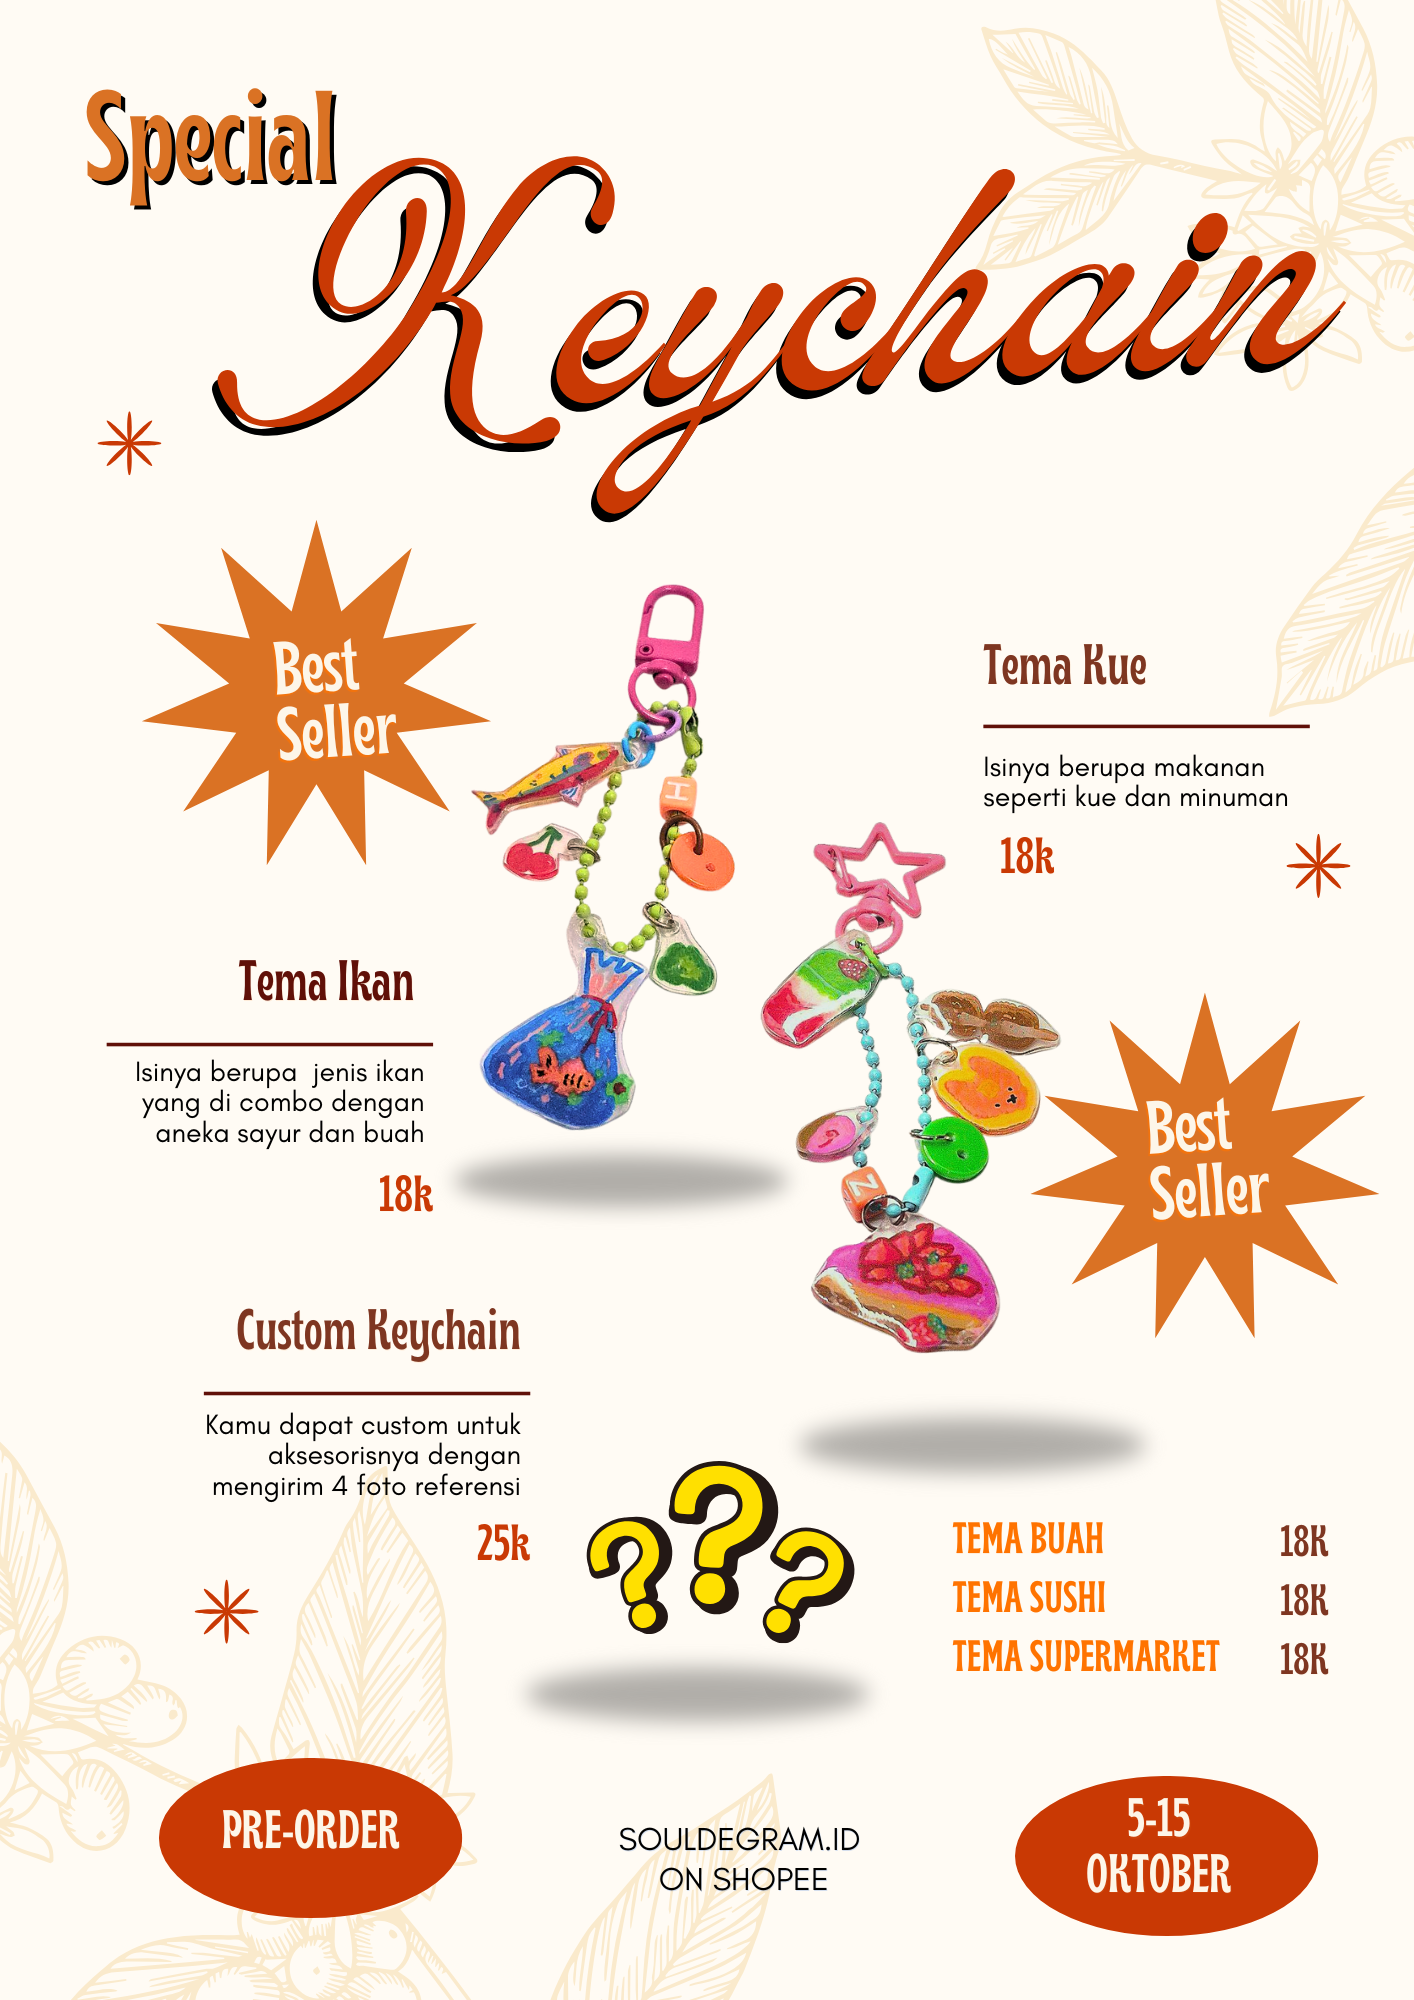 Special
Keychain
Best
Seller
Tema Kue
Isinya berupa makanan
seperti kue dan minuman
18k
H
Tema Ikan
Isinya berupa  jenis ikan
yang di combo dengan
aneka sayur dan buah
18k
Best
Seller
Z
Custom Keychain
Kamu dapat custom untuk
aksesorisnya dengan
mengirim 4 foto referensi
25k
???
TEMA BUAH 18K
TEMA SUSHI 18K
TEMA SUPERMARKET 18K
PRE-ORDER
SOULDEGRAM.ID
ON SHOPEE
5-15
OKTOBER